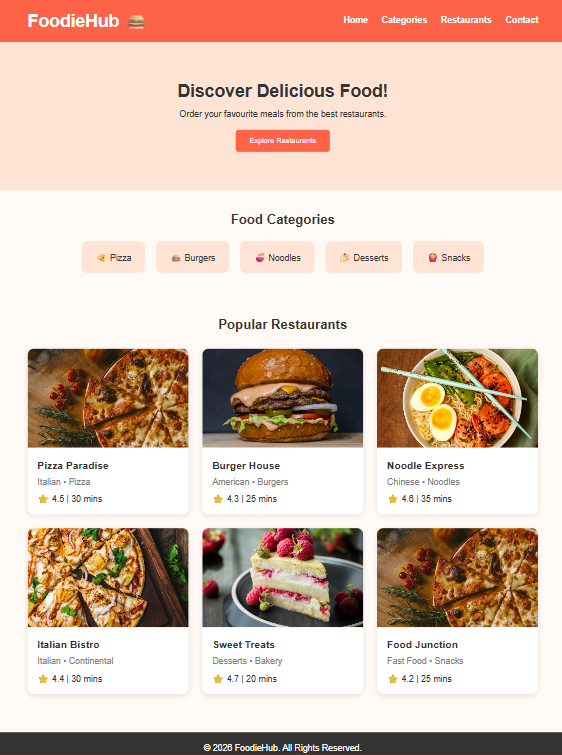 FoodieHub 🍔
Home Categories Restaurants Contact
Discover Delicious Food!
Order your favourite meals from the best restaurants.
Explore Restaurants
Food Categories
🍕 Pizza 🍔 Burgers 🍜 Noodles 🍰 Desserts 🍟 Snacks
Popular Restaurants
Pizza Paradise
Italian • Pizza
⭐ 4.5 | 30 mins
Burger House
American • Burgers
⭐ 4.3 | 25 mins
Noodle Express
Chinese • Noodles
⭐ 4.6 | 35 mins
Italian Bistro
Italian • Continental
⭐ 4.4 | 30 mins
Sweet Treats
Desserts • Bakery
⭐ 4.7 | 20 mins
Food Junction
Fast Food • Snacks
⭐ 4.2 | 25 mins
© 2026 FoodieHub. All Rights Reserved.